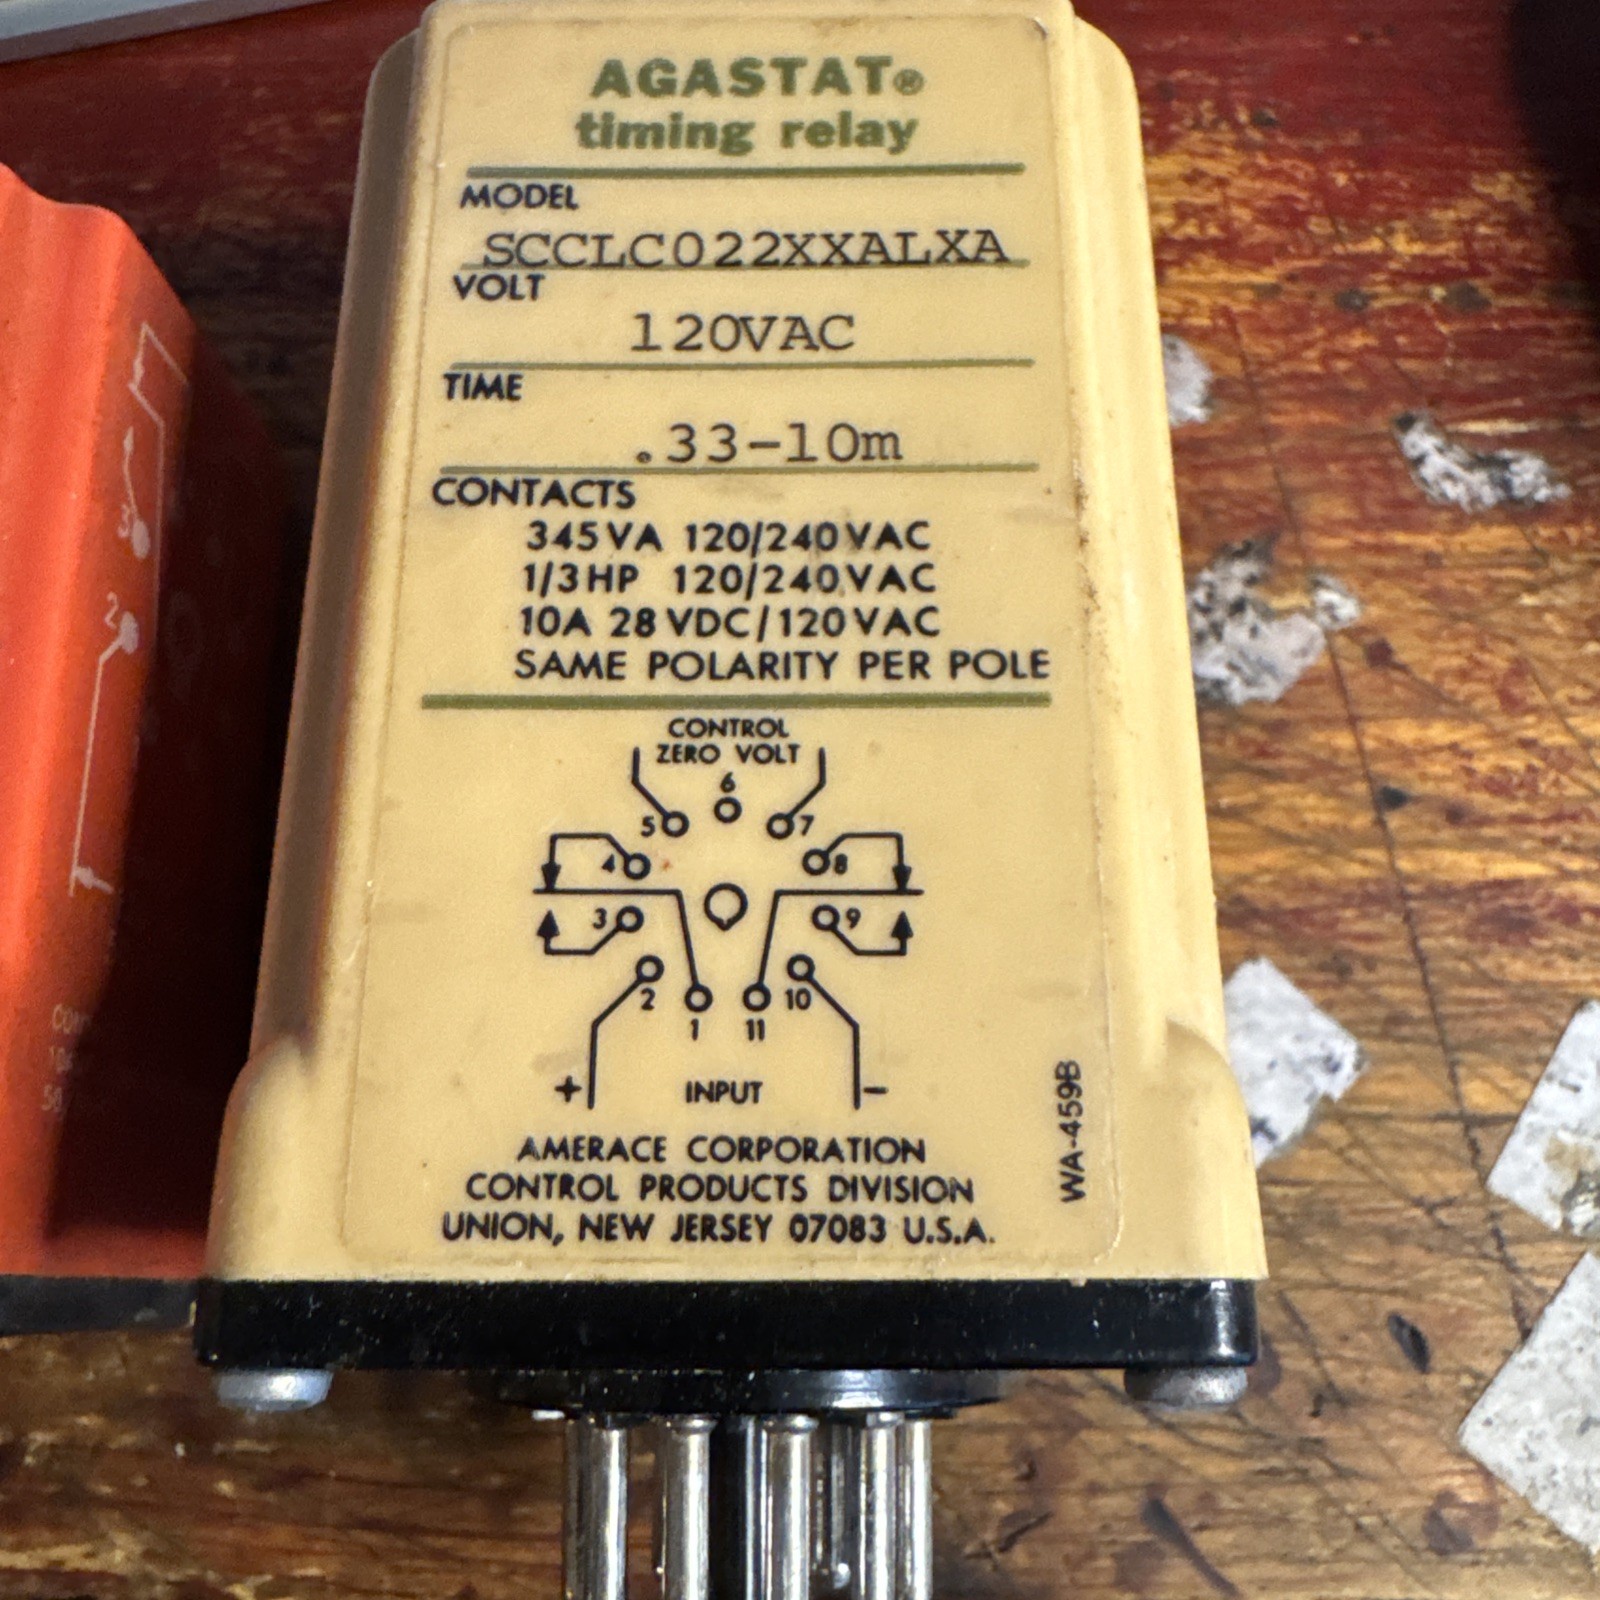 AGASTAT®
timing relay
MODEL
SCCLC022XXALXA
VOLT
120VAC
TIME
.33-10m
CONTACTS
345VA 120/240VAC
1/3HP 120/240VAC
10A 28VDC/120VAC
SAME POLARITY PER POLE
CONTROL
ZERO VOLT
6
5 7
4 8
3 9
2 10
1 11
+ INPUT -
AMERACE CORPORATION
CONTROL PRODUCTS DIVISION
UNION, NEW JERSEY 07083 U.S.A.
WA-459B
3
2